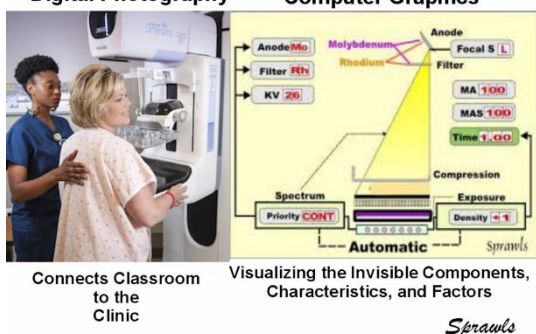 Digital Photography
Computer Graphics
Anode Mo
Filter Rh
KV 26
Molybdenum
Rhodium
Anode
Filter
Focal S L
MA 100
MAS 100
Time 1.00
Compression
Spectrum
Priority CONT
Exposure
Density +1
Automatic
Sprawls
Connects Classroom
to the
Clinic
Visualizing the Invisible Components,
Characteristics, and Factors
Sprawls